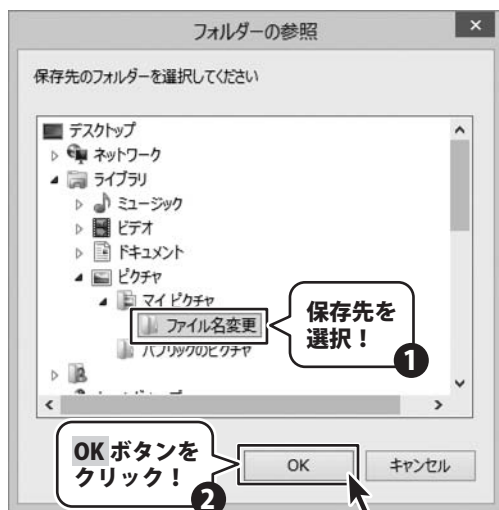 フォルダーの参照
×
保存先のフォルダーを選択してください
デスクトップ
ネットワーク
ライブラリ
ミュージック
ビデオ
ドキュメント
ピクチャ
マイ ピクチャ
ファイル名変更
パブリックのピクチャ
保存先を
選択！
1
OK ボタンを
クリック！
2
OK
キャンセル